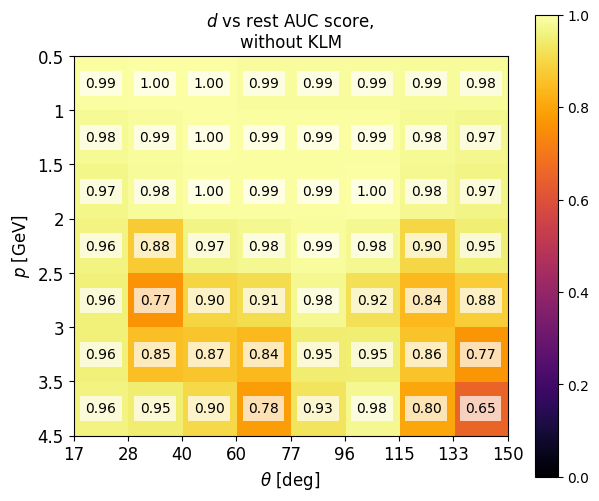 d vs rest AUC score,
without KLM
0.5
1
1.5
2
2.5
3
3.5
4.5
p [GeV]
0.99 1.00 1.00 0.99 0.99 0.99 0.99 0.98
0.98 0.99 1.00 0.99 0.99 0.99 0.98 0.97
0.97 0.98 1.00 0.99 0.99 1.00 0.98 0.97
0.96 0.88 0.97 0.98 0.99 0.98 0.90 0.95
0.96 0.77 0.90 0.91 0.98 0.92 0.84 0.88
0.96 0.85 0.87 0.84 0.95 0.95 0.86 0.77
0.96 0.95 0.90 0.78 0.93 0.98 0.80 0.65
17 28 40 60 77 96 115 133 150
θ [deg]
1.0
0.8
0.6
0.4
0.2
0.0